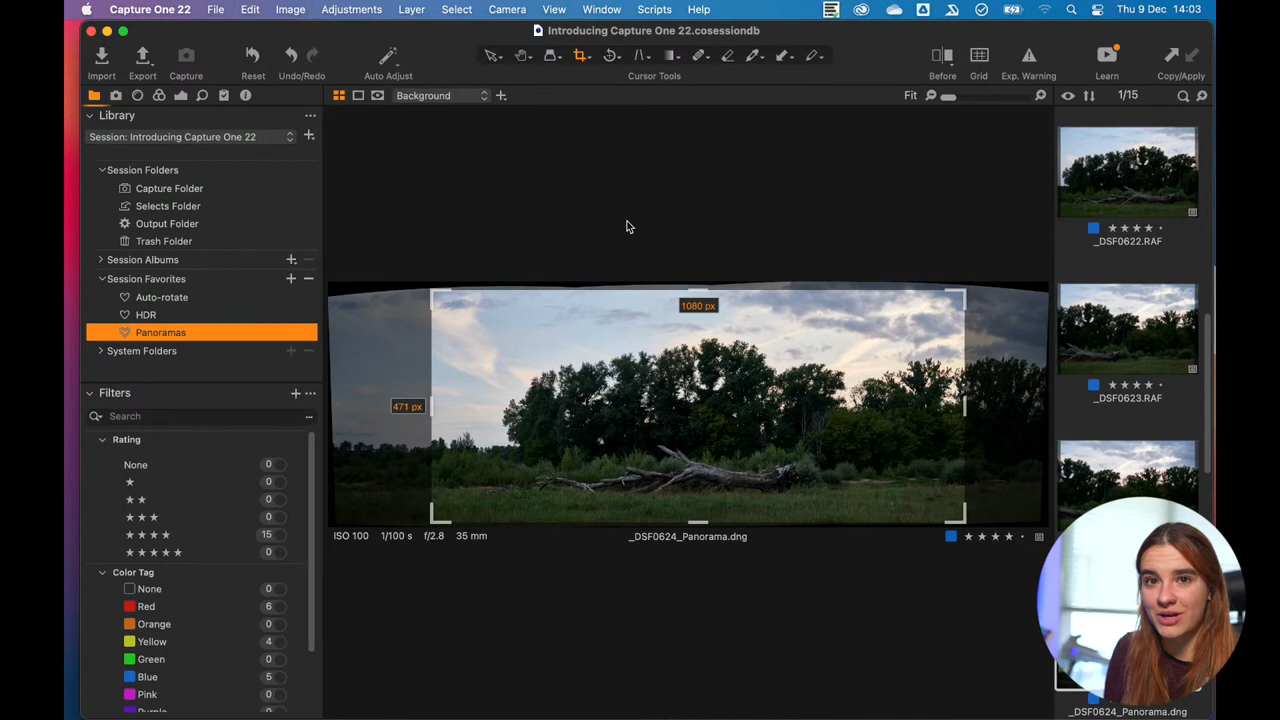 Capture One 22 File Edit Image Adjustments Layer Select Camera View Window Scripts Help Thu 9 Dec 14:03
Introducing Capture One 22.cosessiondb
Import Export Capture Reset Undo/Redo Auto Adjust Cursor Tools Before Grid Exp. Warning Learn Copy/Apply
Background Fit 1/15
Library
Session: Introducing Capture One 22
Session Folders
Capture Folder
Selects Folder
Output Folder
Trash Folder
Session Albums
Session Favorites
Auto-rotate
HDR
Panoramas
System Folders
Filters
Search
Rating
None 0
★ 0
★ ★ 0
★ ★ ★ 0
★ ★ ★ ★ 15
★ ★ ★ ★ ★ 0
Color Tag
None 0
Red 6
Orange 0
Yellow 4
Green 0
Blue 5
Pink 0
Purple 0
1080 px
471 px
ISO 100 1/100 s f/2.8 35 mm _DSF0624_Panorama.dng
_DSF0622.RAF
_DSF0623.RAF
_DSF0624_Panorama.dng